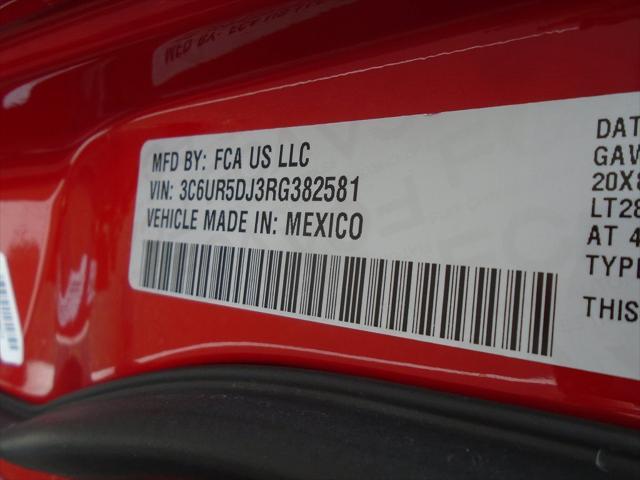 MFD BY: FCA US LLC
VIN: 3C6UR5DJ3RG382581
VEHICLE MADE IN: MEXICO
DAT
GAW
20X8
LT28
AT 4
TYPE
THIS